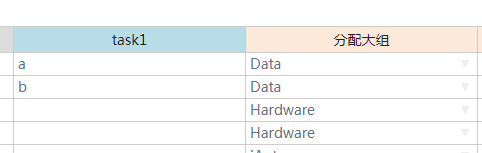 task1 分配大组
a Data
b Data
Hardware
Hardware